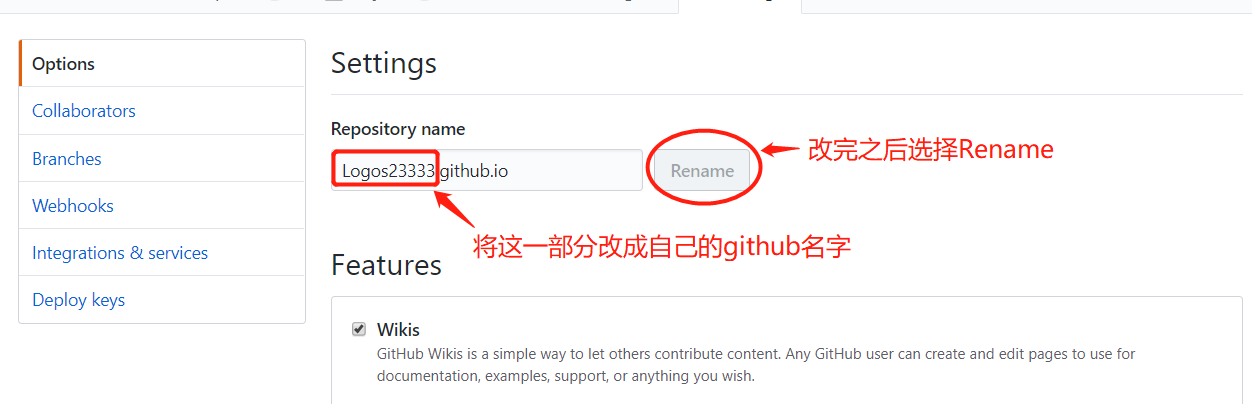 Options
Collaborators
Branches
Webhooks
Integrations & services
Deploy keys
Settings
Repository name
Logos23333.github.io
Rename
改完之后选择Rename
将这一部分改成自己的github名字
Features
Wikis
GitHub Wikis is a simple way to let others contribute content. Any GitHub user can create and edit pages to use for
documentation, examples, support, or anything you wish.